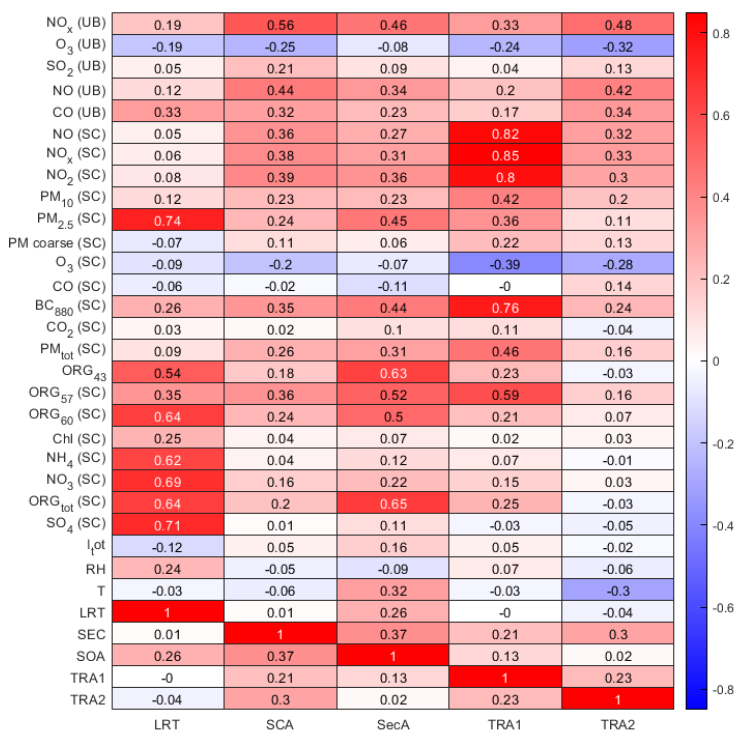 NOx (UB) 0.19 0.56 0.46 0.33 0.48
O3 (UB) -0.19 -0.25 -0.08 -0.24 -0.32
SO2 (UB) 0.05 0.21 0.09 0.04 0.13
NO (UB) 0.12 0.44 0.34 0.2 0.42
CO (UB) 0.33 0.32 0.23 0.17 0.34
NO (SC) 0.05 0.36 0.27 0.82 0.32
NOx (SC) 0.06 0.38 0.31 0.85 0.33
NO2 (SC) 0.08 0.39 0.36 0.8 0.3
PM10 (SC) 0.12 0.23 0.23 0.42 0.2
PM2.5 (SC) 0.74 0.24 0.45 0.36 0.11
PM coarse (SC) -0.07 0.11 0.06 0.22 0.13
O3 (SC) -0.09 -0.2 -0.07 -0.39 -0.28
CO (SC) -0.06 -0.02 -0.11 -0 0.14
BC880 (SC) 0.26 0.35 0.44 0.76 0.24
CO2 (SC) 0.03 0.02 0.1 0.11 -0.04
PMtot (SC) 0.09 0.26 0.31 0.46 0.16
ORG43 0.54 0.18 0.63 0.23 -0.03
ORG57 (SC) 0.35 0.36 0.52 0.59 0.16
ORG60 (SC) 0.64 0.24 0.5 0.21 0.07
Chl (SC) 0.25 0.04 0.07 0.02 0.03
NH4 (SC) 0.62 0.04 0.12 0.07 -0.01
NO3 (SC) 0.69 0.16 0.22 0.15 0.03
ORGtot (SC) 0.64 0.2 0.65 0.25 -0.03
SO4 (SC) 0.71 0.01 0.11 -0.03 -0.05
Itot -0.12 0.05 0.16 0.05 -0.02
RH 0.24 -0.05 -0.09 0.07 -0.06
T -0.03 -0.06 0.32 -0.03 -0.3
LRT 1 0.01 0.26 -0 -0.04
SEC 0.01 1 0.37 0.21 0.3
SOA 0.26 0.37 1 0.13 0.02
TRA1 -0 0.21 0.13 1 0.23
TRA2 -0.04 0.3 0.02 0.23 1
LRT SCA SecA TRA1 TRA2
0.8
0.6
0.4
0.2
0
-0.2
-0.4
-0.6
-0.8